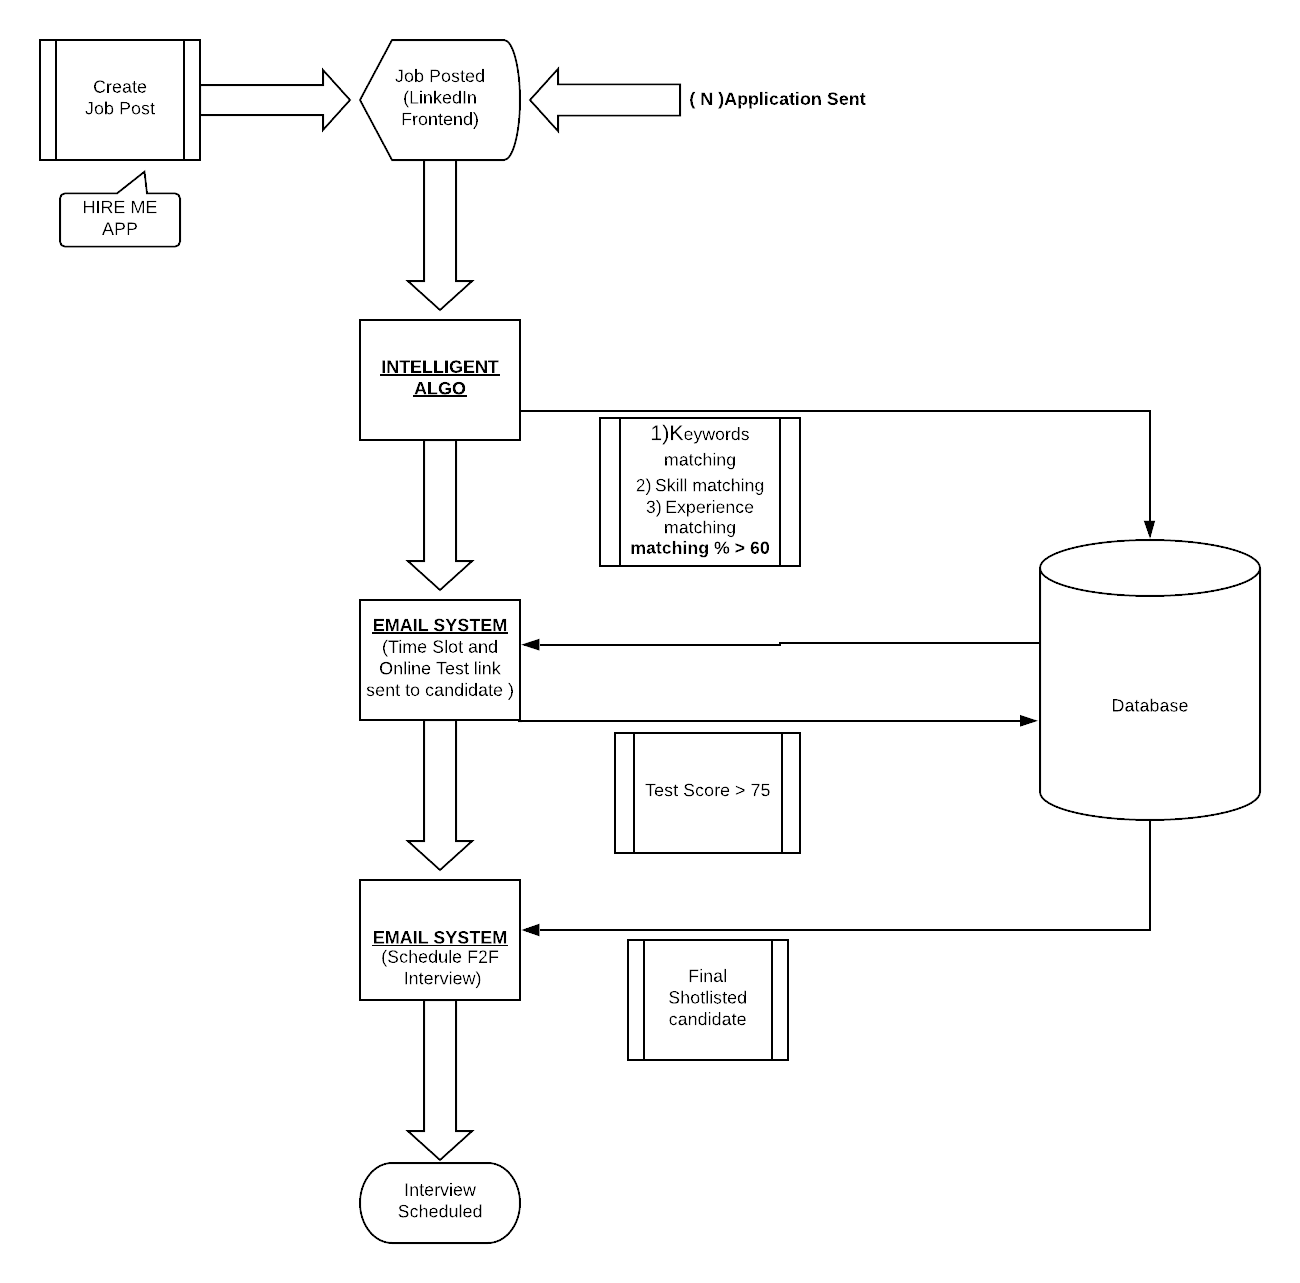 Create
Job Post
Job Posted
(LinkedIn
Frontend)
( N )Application Sent
HIRE ME
APP
INTELLIGENT
ALGO
1)Keywords
matching
2) Skill matching
3) Experience
matching
matching % > 60
EMAIL SYSTEM
(Time Slot and
Online Test link
sent to candidate )
Database
Test Score > 75
EMAIL SYSTEM
(Schedule F2F
Interview)
Final
Shotlisted
candidate
Interview
Scheduled